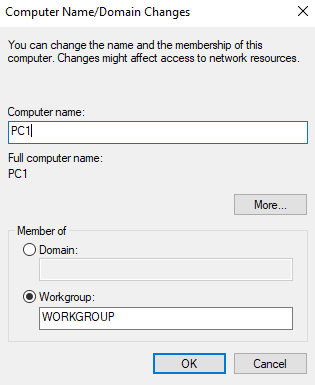 Computer Name/Domain Changes
You can change the name and the membership of this
computer. Changes might affect access to network resources.
Computer name:
PC1
Full computer name:
PC1
More...
Member of
Domain:
Workgroup:
WORKGROUP
OK
Cancel